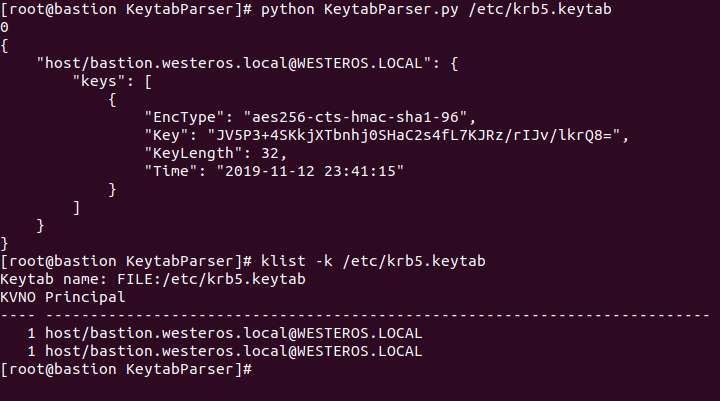 [root@bastion KeytabParser]# python KeytabParser.py /etc/krb5.keytab
0
{
    "host/bastion.westeros.local@WESTEROS.LOCAL": {
        "keys": [
            {
                "EncType": "aes256-cts-hmac-sha1-96",
                "Key": "JV5P3+4SKkjXTbnhj0SHaC2s4fL7KJRz/rIJv/lkrQ8=",
                "KeyLength": 32,
                "Time": "2019-11-12 23:41:15"
            }
        ]
    }
}
[root@bastion KeytabParser]# klist -k /etc/krb5.keytab
Keytab name: FILE:/etc/krb5.keytab
KVNO Principal
---- --------------------------------------------------------------------------
   1 host/bastion.westeros.local@WESTEROS.LOCAL
   1 host/bastion.westeros.local@WESTEROS.LOCAL
[root@bastion KeytabParser]#